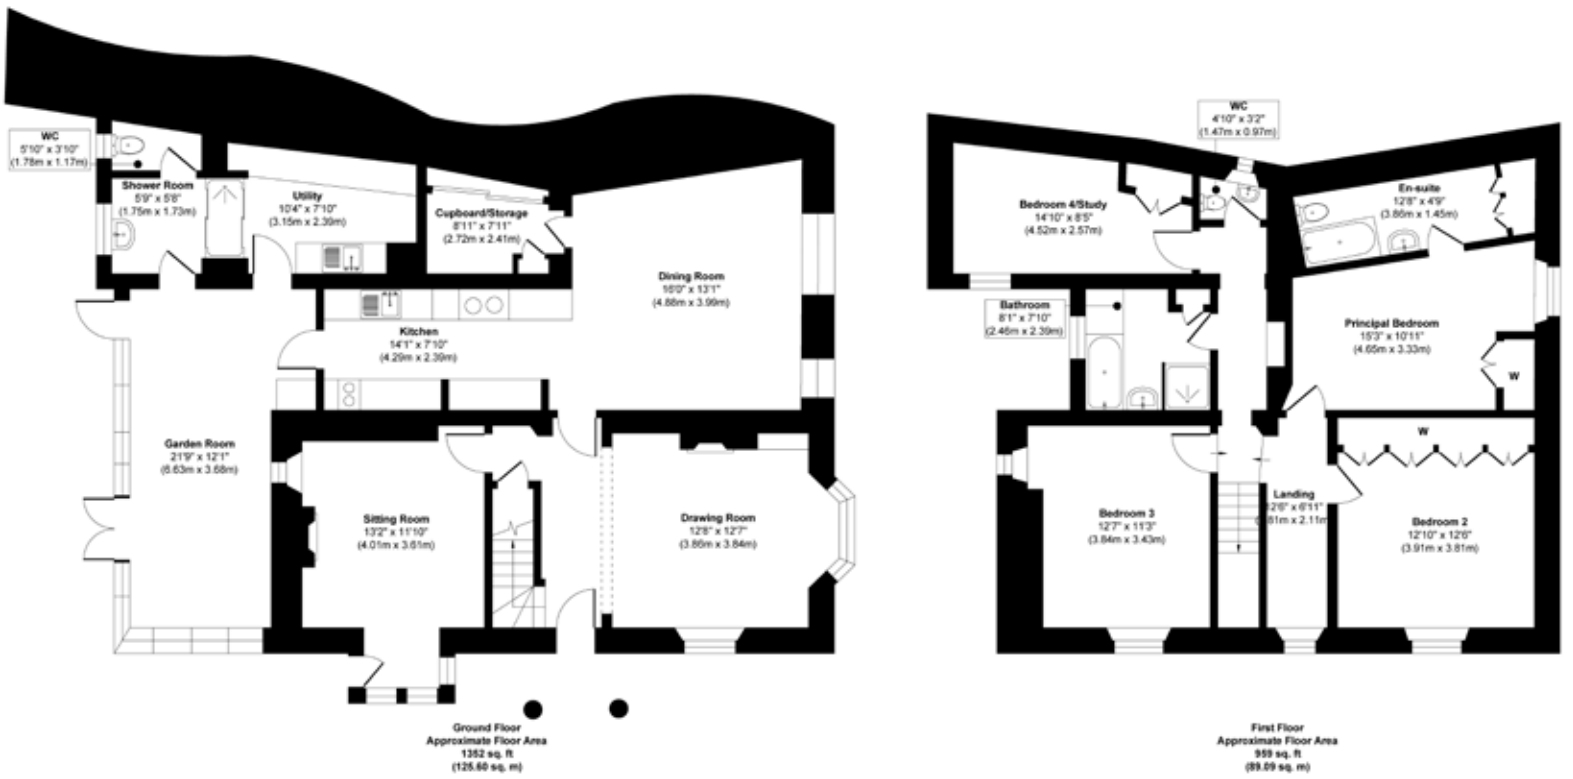 WC
5'10" x 3'10"
(1.78m x 1.17m)
Shower Room
5'9" x 5'8"
(1.75m x 1.73m)
Utility
10'4" x 7'10"
(3.15m x 2.39m)
Cupboard/Storage
8'11" x 7'11"
(2.72m x 2.41m)
Dining Room
16'0" x 13'1"
(4.88m x 3.99m)
Kitchen
14'1" x 7'10"
(4.29m x 2.39m)
Garden Room
21'9" x 12'1"
(6.63m x 3.68m)
Sitting Room
13'2" x 11'10"
(4.01m x 3.61m)
Drawing Room
12'8" x 12'7"
(3.86m x 3.84m)
Ground Floor
Approximate Floor Area
1352 sq. ft
(125.60 sq. m)
WC
4'10" x 3'2"
(1.47m x 0.97m)
Bedroom 4/Study
14'10" x 8'5"
(4.52m x 2.57m)
En-suite
12'8" x 4'9"
(3.86m x 1.45m)
Bathroom
8'1" x 7'10"
(2.46m x 2.39m)
Principal Bedroom
15'3" x 10'11"
(4.65m x 3.33m)
W
W
Bedroom 3
12'7" x 11'3"
(3.84m x 3.43m)
Landing
12'6" x 6'11"
.81m x 2.11m
Bedroom 2
12'10" x 12'6"
(3.91m x 3.81m)
First Floor
Approximate Floor Area
959 sq. ft
(89.09 sq. m)